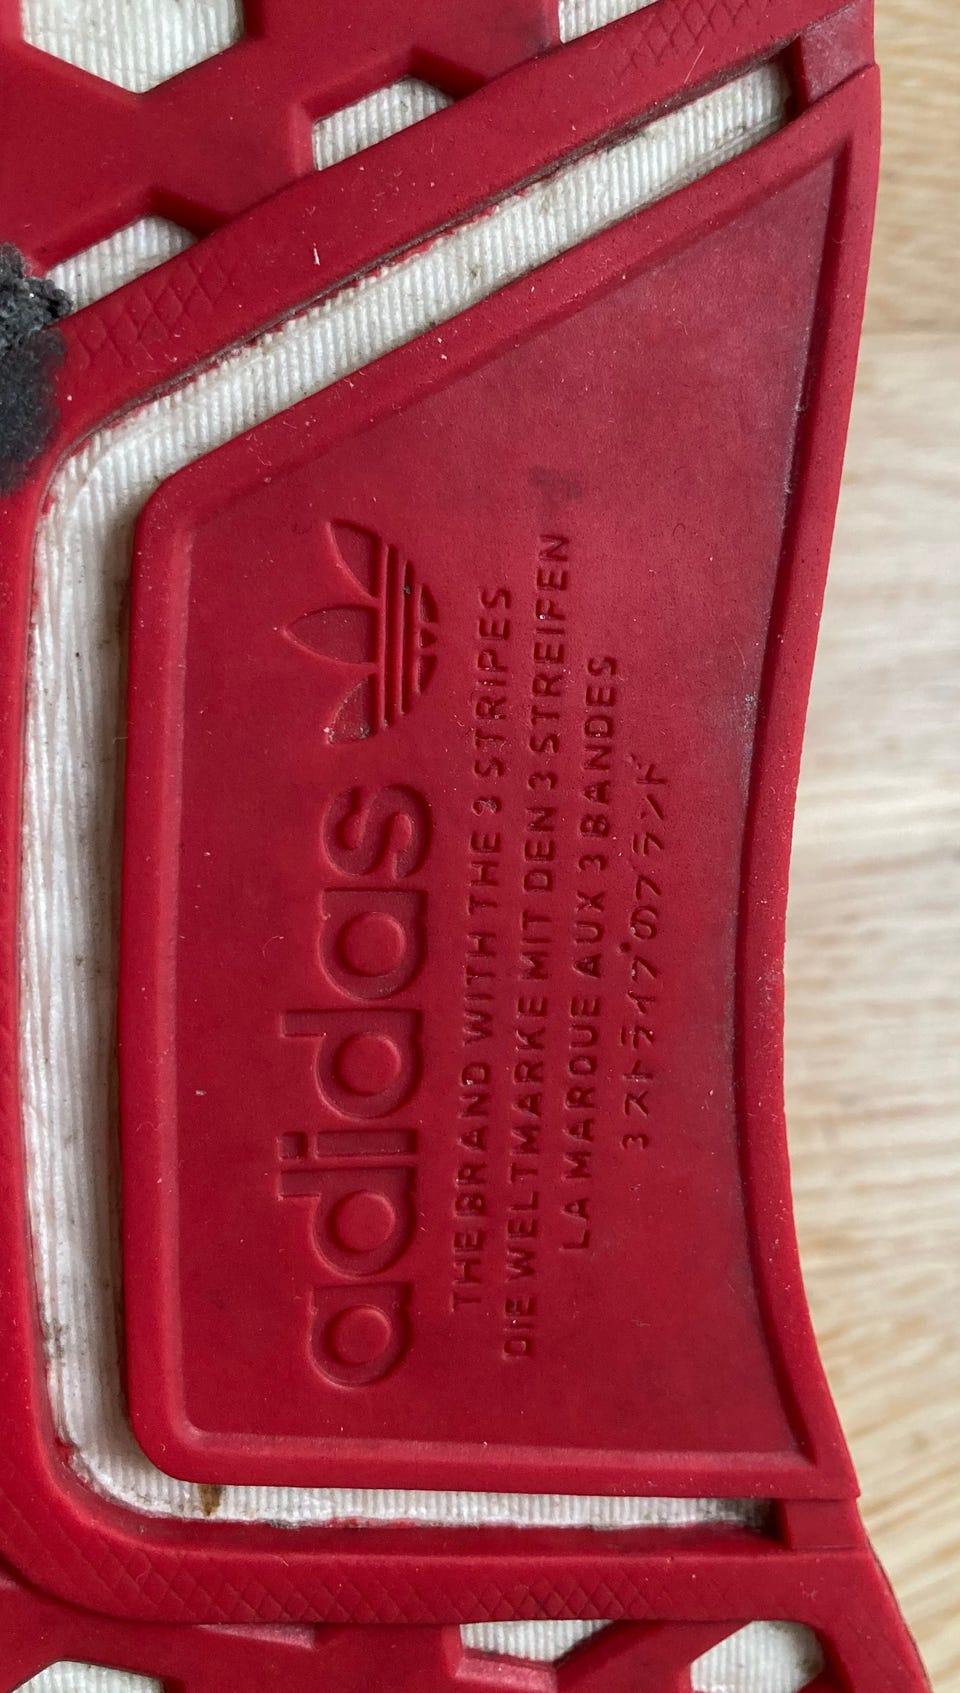 adidas
THE BRAND WITH THE 3 STRIPES
DIE WELTMARKE MIT DEN 3 STREIFEN
LA MARQUE AUX 3 BANDES
3 ストライプのブランド